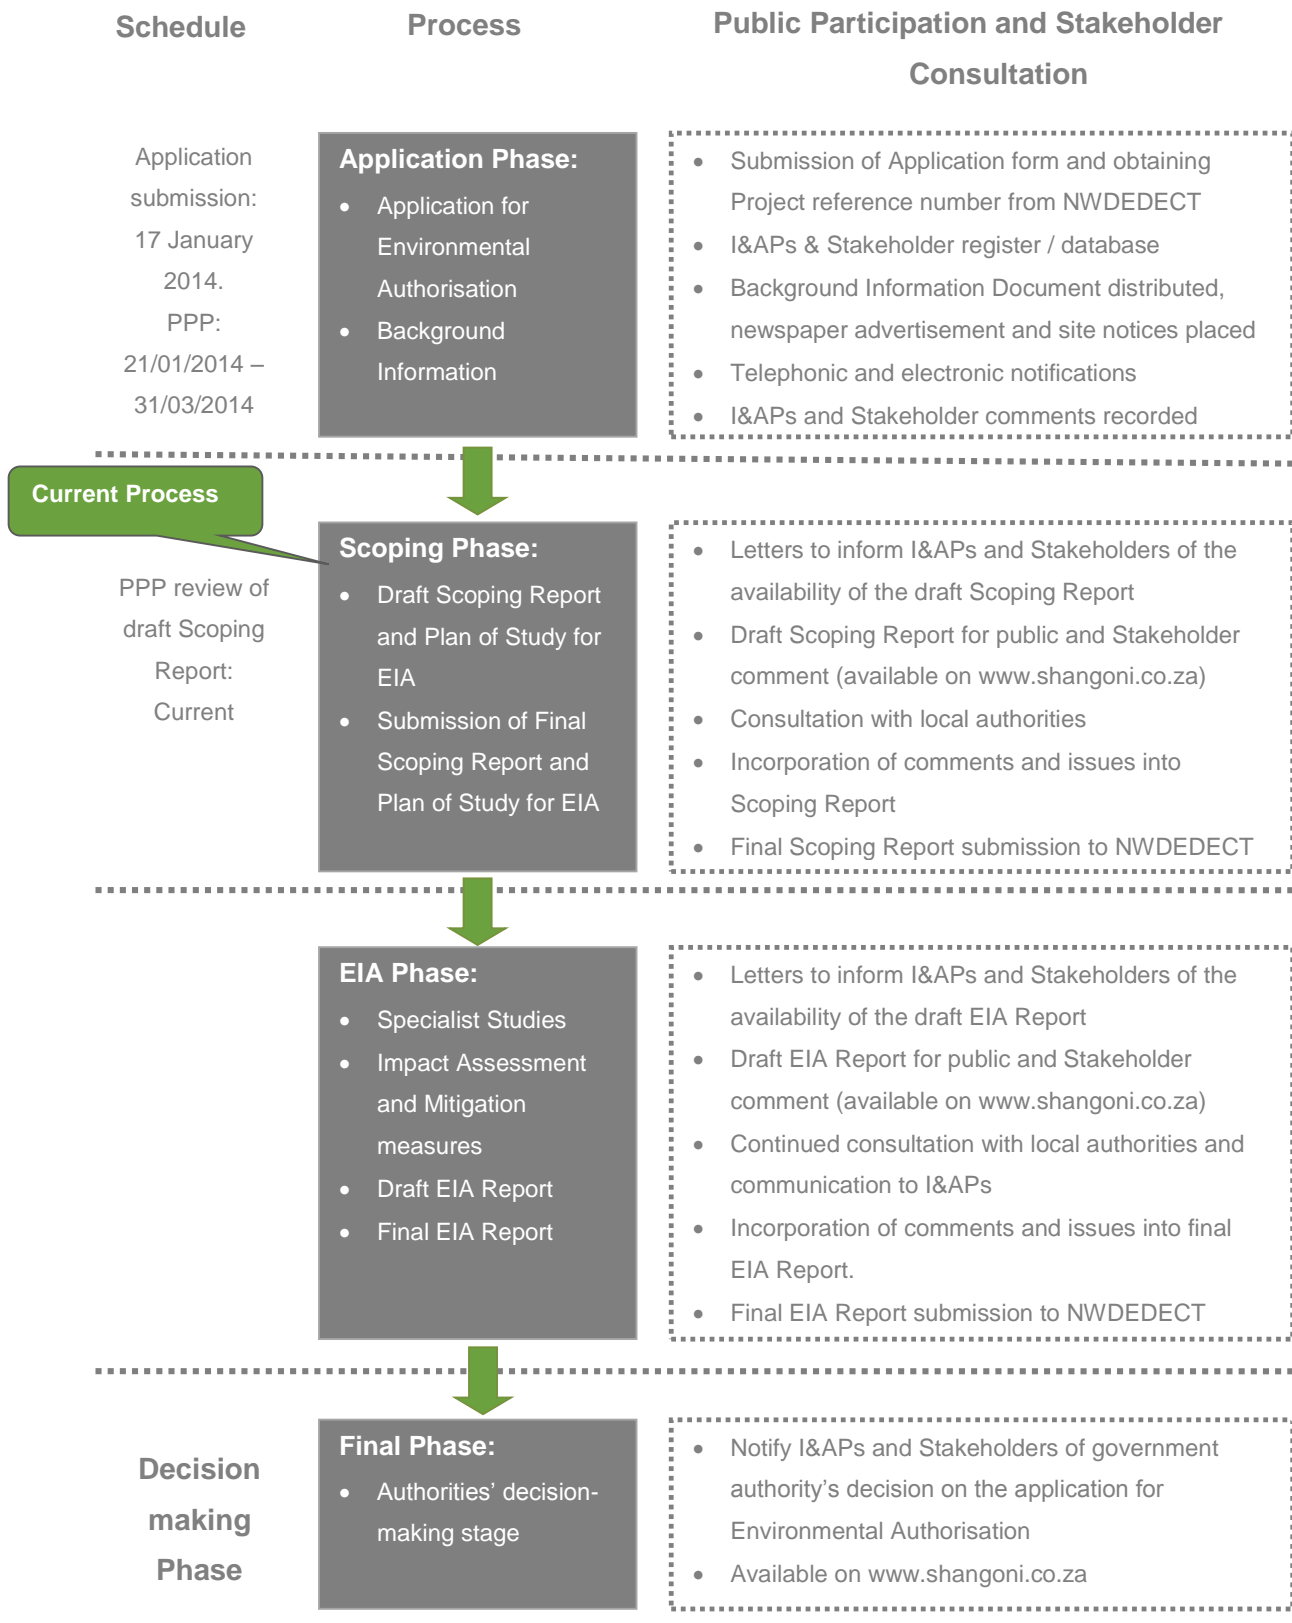 Schedule
Process
Public Participation and Stakeholder
Consultation
Application
submission:
17 January
2014.
PPP:
21/01/2014 –
31/03/2014
Application Phase:
• Application for
Environmental
Authorisation
• Background
Information
• Submission of Application form and obtaining
Project reference number from NWDEDECT
• I&APs & Stakeholder register / database
• Background Information Document distributed,
newspaper advertisement and site notices placed
• Telephonic and electronic notifications
• I&APs and Stakeholder comments recorded
Current Process
PPP review of
draft Scoping
Report:
Current
Scoping Phase:
• Draft Scoping Report
and Plan of Study for
EIA
• Submission of Final
Scoping Report and
Plan of Study for EIA
• Letters to inform I&APs and Stakeholders of the
availability of the draft Scoping Report
• Draft Scoping Report for public and Stakeholder
comment (available on www.shangoni.co.za)
• Consultation with local authorities
• Incorporation of comments and issues into
Scoping Report
• Final Scoping Report submission to NWDEDECT
EIA Phase:
• Specialist Studies
• Impact Assessment
and Mitigation
measures
• Draft EIA Report
• Final EIA Report
• Letters to inform I&APs and Stakeholders of the
availability of the draft EIA Report
• Draft EIA Report for public and Stakeholder
comment (available on www.shangoni.co.za)
• Continued consultation with local authorities and
communication to I&APs
• Incorporation of comments and issues into final
EIA Report.
• Final EIA Report submission to NWDEDECT
Decision
making
Phase
Final Phase:
• Authorities’ decision-
making stage
• Notify I&APs and Stakeholders of government
authority’s decision on the application for
Environmental Authorisation
• Available on www.shangoni.co.za